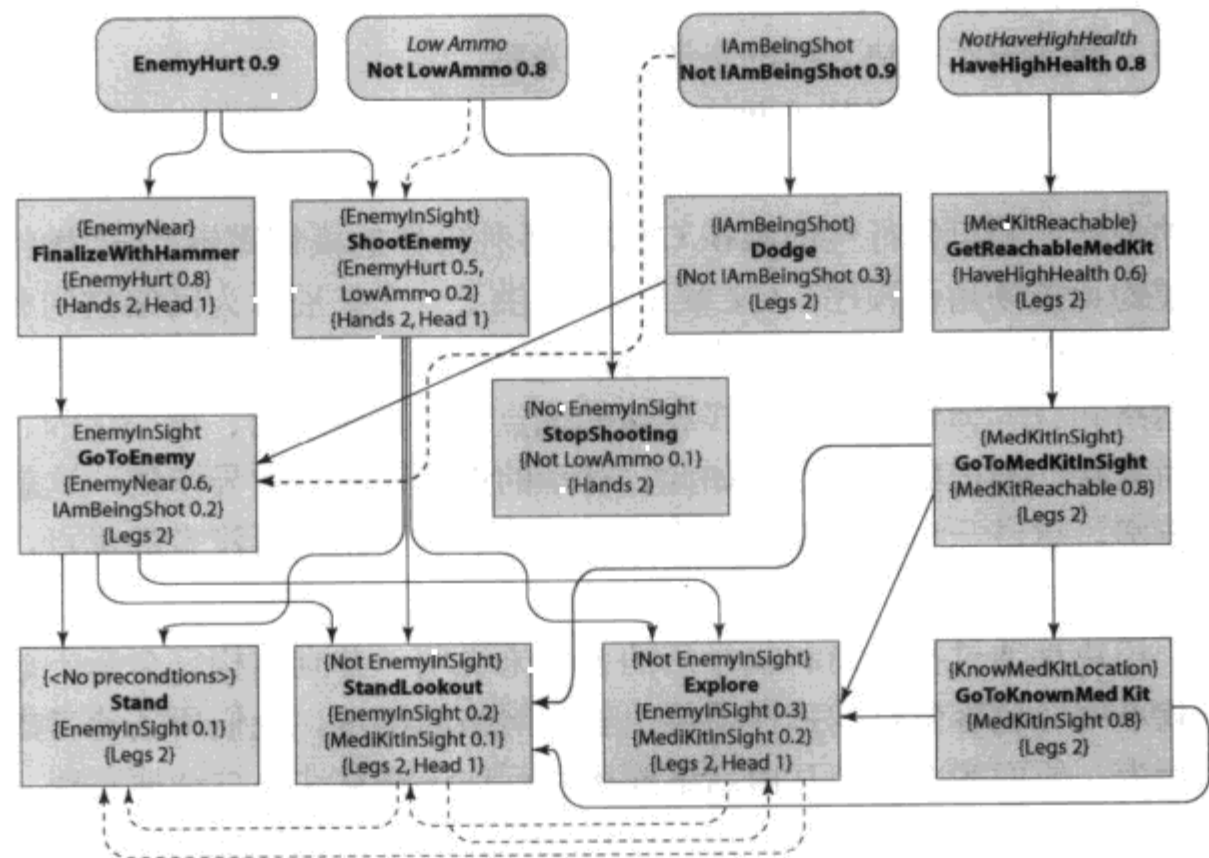 EnemyHurt 0.9
Low Ammo
Not LowAmmo 0.8
IAmBeingShot
Not IAmBeingShot 0.9
NotHaveHighHealth
HaveHighHealth 0.8
{EnemyNear}
FinalizeWithHammer
{EnemyHurt 0.8}
{Hands 2, Head 1}
{EnemyInSight}
ShootEnemy
{EnemyHurt 0.5,
LowAmmo 0.2}
{Hands 2, Head 1}
{IAmBeingShot}
Dodge
{Not IAmBeingShot 0.3}
{Legs 2}
{MedKitReachable}
GetReachableMedKit
{HaveHighHealth 0.6}
{Legs 2}
EnemyInSight
GoToEnemy
{EnemyNear 0.6,
IAmBeingShot 0.2}
{Legs 2}
{Not EnemyInSight
StopShooting
{Not LowAmmo 0.1}
{Hands 2}
{MedKitInSight}
GoToMedKitInSight
{MedKitReachable 0.8}
{Legs 2}
{<No precondtions>}
Stand
{EnemyInSight 0.1}
{Legs 2}
{Not EnemyInSight}
StandLookout
{EnemyInSight 0.2}
{MediKitInSight 0.1}
{Legs 2, Head 1}
{Not EnemyInSight}
Explore
{EnemyInSight 0.3}
{MediKitInSight 0.2}
{Legs 2, Head 1}
{KnowMedKitLocation}
GoToKnownMed Kit
{MedKitInSight 0.8}
{Legs 2}